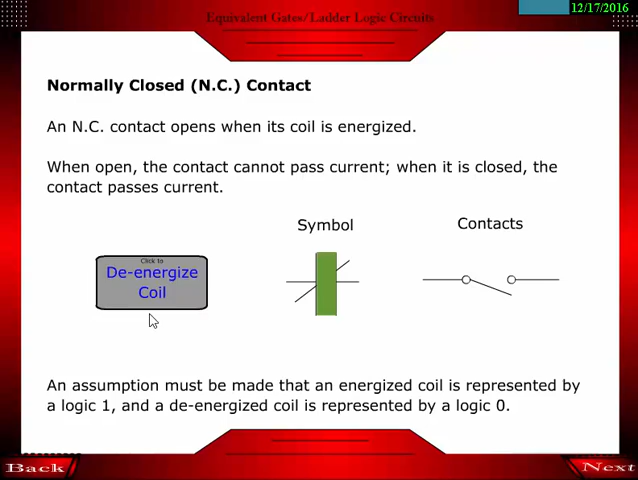 12/17/2016
Equivalent Gates/Ladder Logic Circuits
Normally Closed (N.C.) Contact
An N.C. contact opens when its coil is energized.
When open, the contact cannot pass current; when it is closed, the
contact passes current.
Symbol
Contacts
Click to
De-energize
Coil
An assumption must be made that an energized coil is represented by
a logic 1, and a de-energized coil is represented by a logic 0.
Back
Next